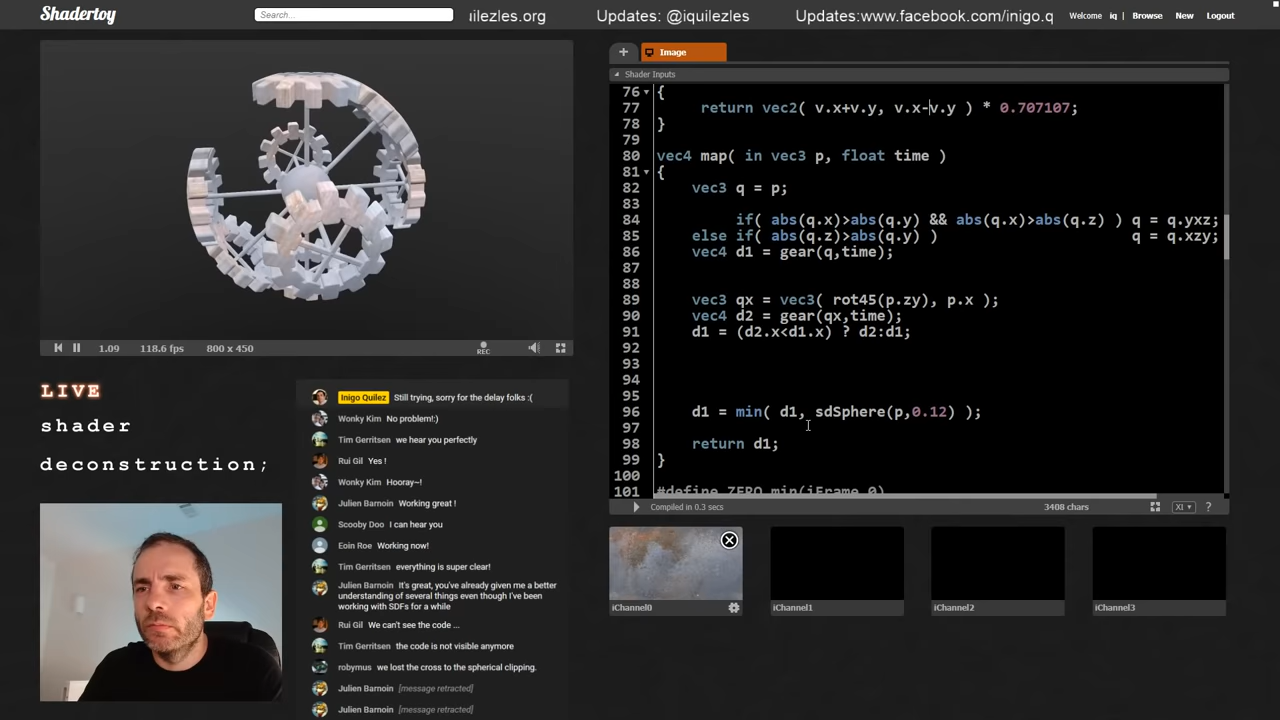 Shadertoy
Search...
uilezles.org
Updates: @iquilezles
Updates:www.facebook.com/inigo.q
Welcome iq | Browse New Logout
+ Image
Shader Inputs
76 {
77 return vec2( v.x+v.y, v.x-v.y ) * 0.707107;
78 }
79
80 vec4 map( in vec3 p, float time )
81 {
82 vec3 q = p;
83
84 if( abs(q.x)>abs(q.y) && abs(q.x)>abs(q.z) ) q = q.yxz;
85 else if( abs(q.z)>abs(q.y) ) q = q.xzy;
86 vec4 d1 = gear(q,time);
87
88
89 vec3 qx = vec3( rot45(p.zy), p.x );
90 vec4 d2 = gear(qx,time);
91 d1 = (d2.x<d1.x) ? d2:d1;
92
93
94
95
96 d1 = min( d1, sdSphere(p,0.12) );
97
98 return d1;
99 }
100
101 #define ZERO min(iFrame,0)
1.09 118.6 fps 800 x 450
REC
Compiled in 0.3 secs
3408 chars
XI
?
LIVE
shader
deconstruction;
Inigo Quilez Still trying, sorry for the delay folks :(
Wonky Kim No problem!:)
Tim Gerritsen we hear you perfectly
Rui Gil Yes !
Wonky Kim Hooray~!
Julien Barnoin Working great !
Scooby Doo I can hear you
Eoin Roe Working now!
Tim Gerritsen everything is super clear!
Julien Barnoin It's great, you've already given me a better
understanding of several things even though I've been
working with SDFs for a while
Rui Gil We can't see the code ...
Tim Gerritsen the code is not visible anymore
robymus we lost the cross to the spherical clipping.
Julien Barnoin [message retracted]
Julien Barnoin [message retracted]
iChannel0
iChannel1
iChannel2
iChannel3